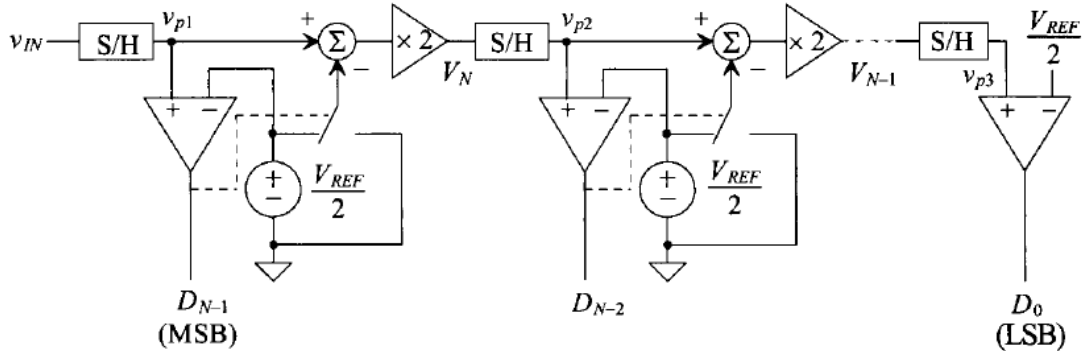 v_IN
S/H
v_p1
+
Σ
−
× 2
V_N
S/H
v_p2
+
Σ
−
× 2
V_N−1
S/H
v_p3
V_REF
2
+ −
+ −
+ −
+
−
V_REF
2
+
−
V_REF
2
D_N−1
(MSB)
D_N−2
D_0
(LSB)